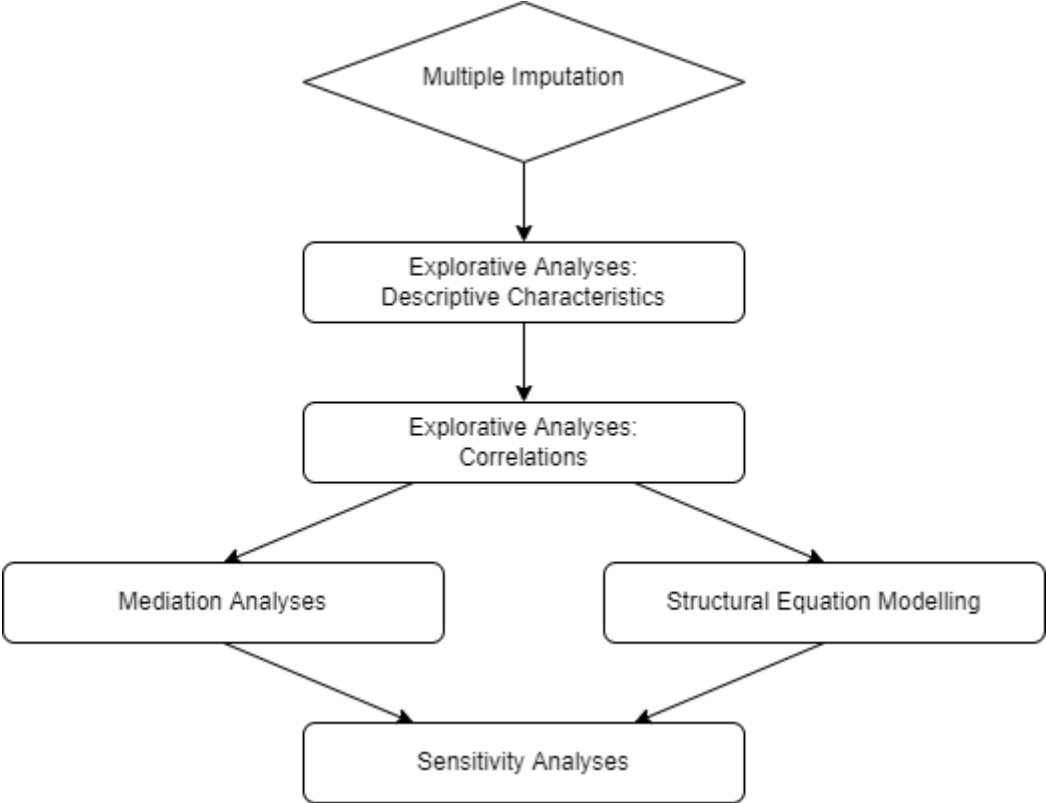 Multiple Imputation
Explorative Analyses:
Descriptive Characteristics
Explorative Analyses:
Correlations
Mediation Analyses
Structural Equation Modelling
Sensitivity Analyses